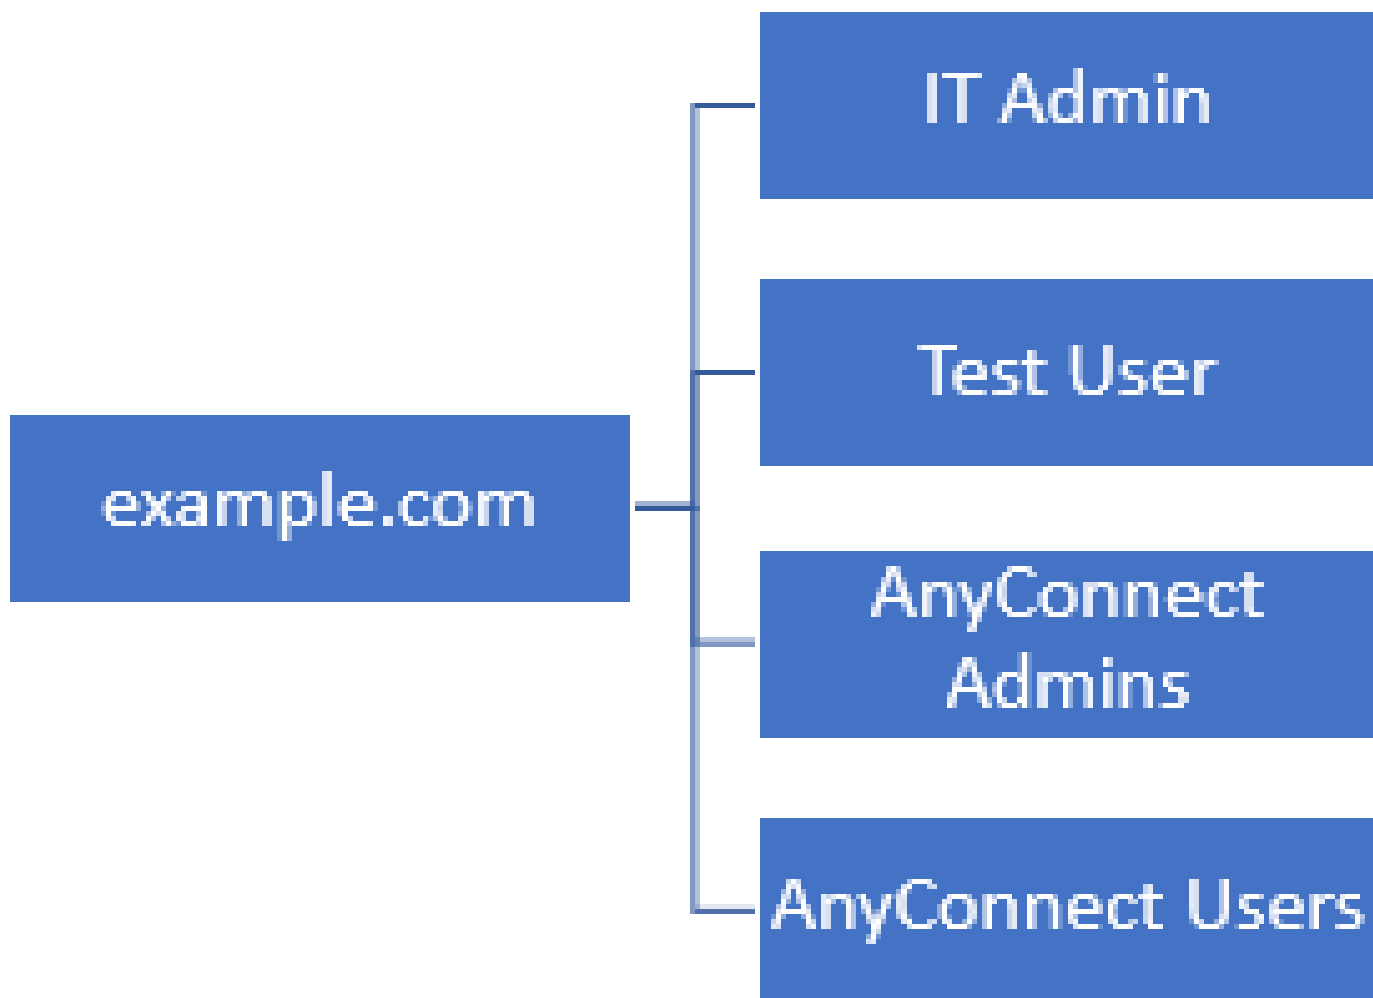 IT Admin
Test User
example.com
AnyConnect
Admins
AnyConnect Users